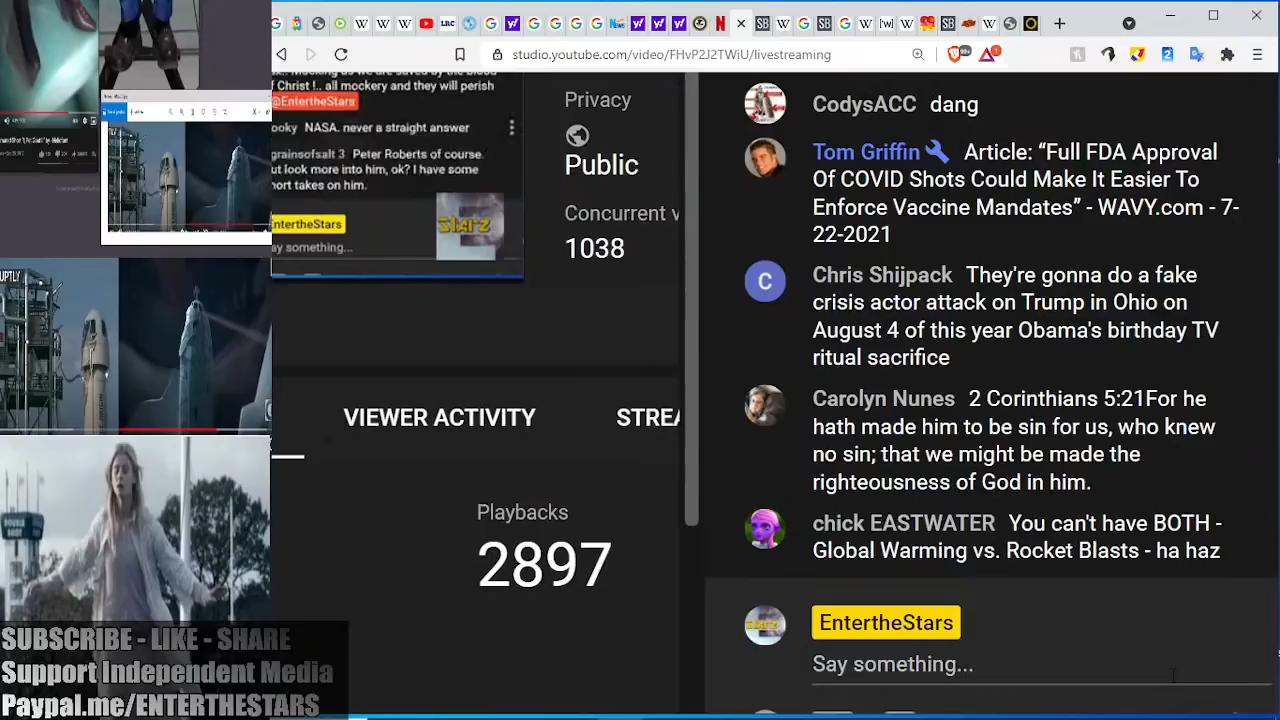 studio.youtube.com/video/FHvP2J2TWiU/livestreaming
of Christ !.. all mockery and they will perish
@EntertheStars
ooky NASA. never a straight answer
grainsofsalt 3 Peter Roberts of course.
ut look more into him, ok? I have some
ort takes on him.
EntertheStars
ay something...
Starz
Privacy
Public
Concurrent v
1038
VIEWER ACTIVITY
STREA
Playbacks
2897
CodysACC dang
Tom Griffin Article: “Full FDA Approval
Of COVID Shots Could Make It Easier To
Enforce Vaccine Mandates” - WAVY.com - 7-
22-2021
Chris Shijpack They're gonna do a fake
crisis actor attack on Trump in Ohio on
August 4 of this year Obama's birthday TV
ritual sacrifice
Carolyn Nunes 2 Corinthians 5:21For he
hath made him to be sin for us, who knew
no sin; that we might be made the
righteousness of God in him.
chick EASTWATER You can't have BOTH -
Global Warming vs. Rocket Blasts - ha haz
EntertheStars
Say something...
RUPTLY
SUBSCRIBE - LIKE - SHARE
Support Independent Media
Paypal.me/ENTERTHESTARS